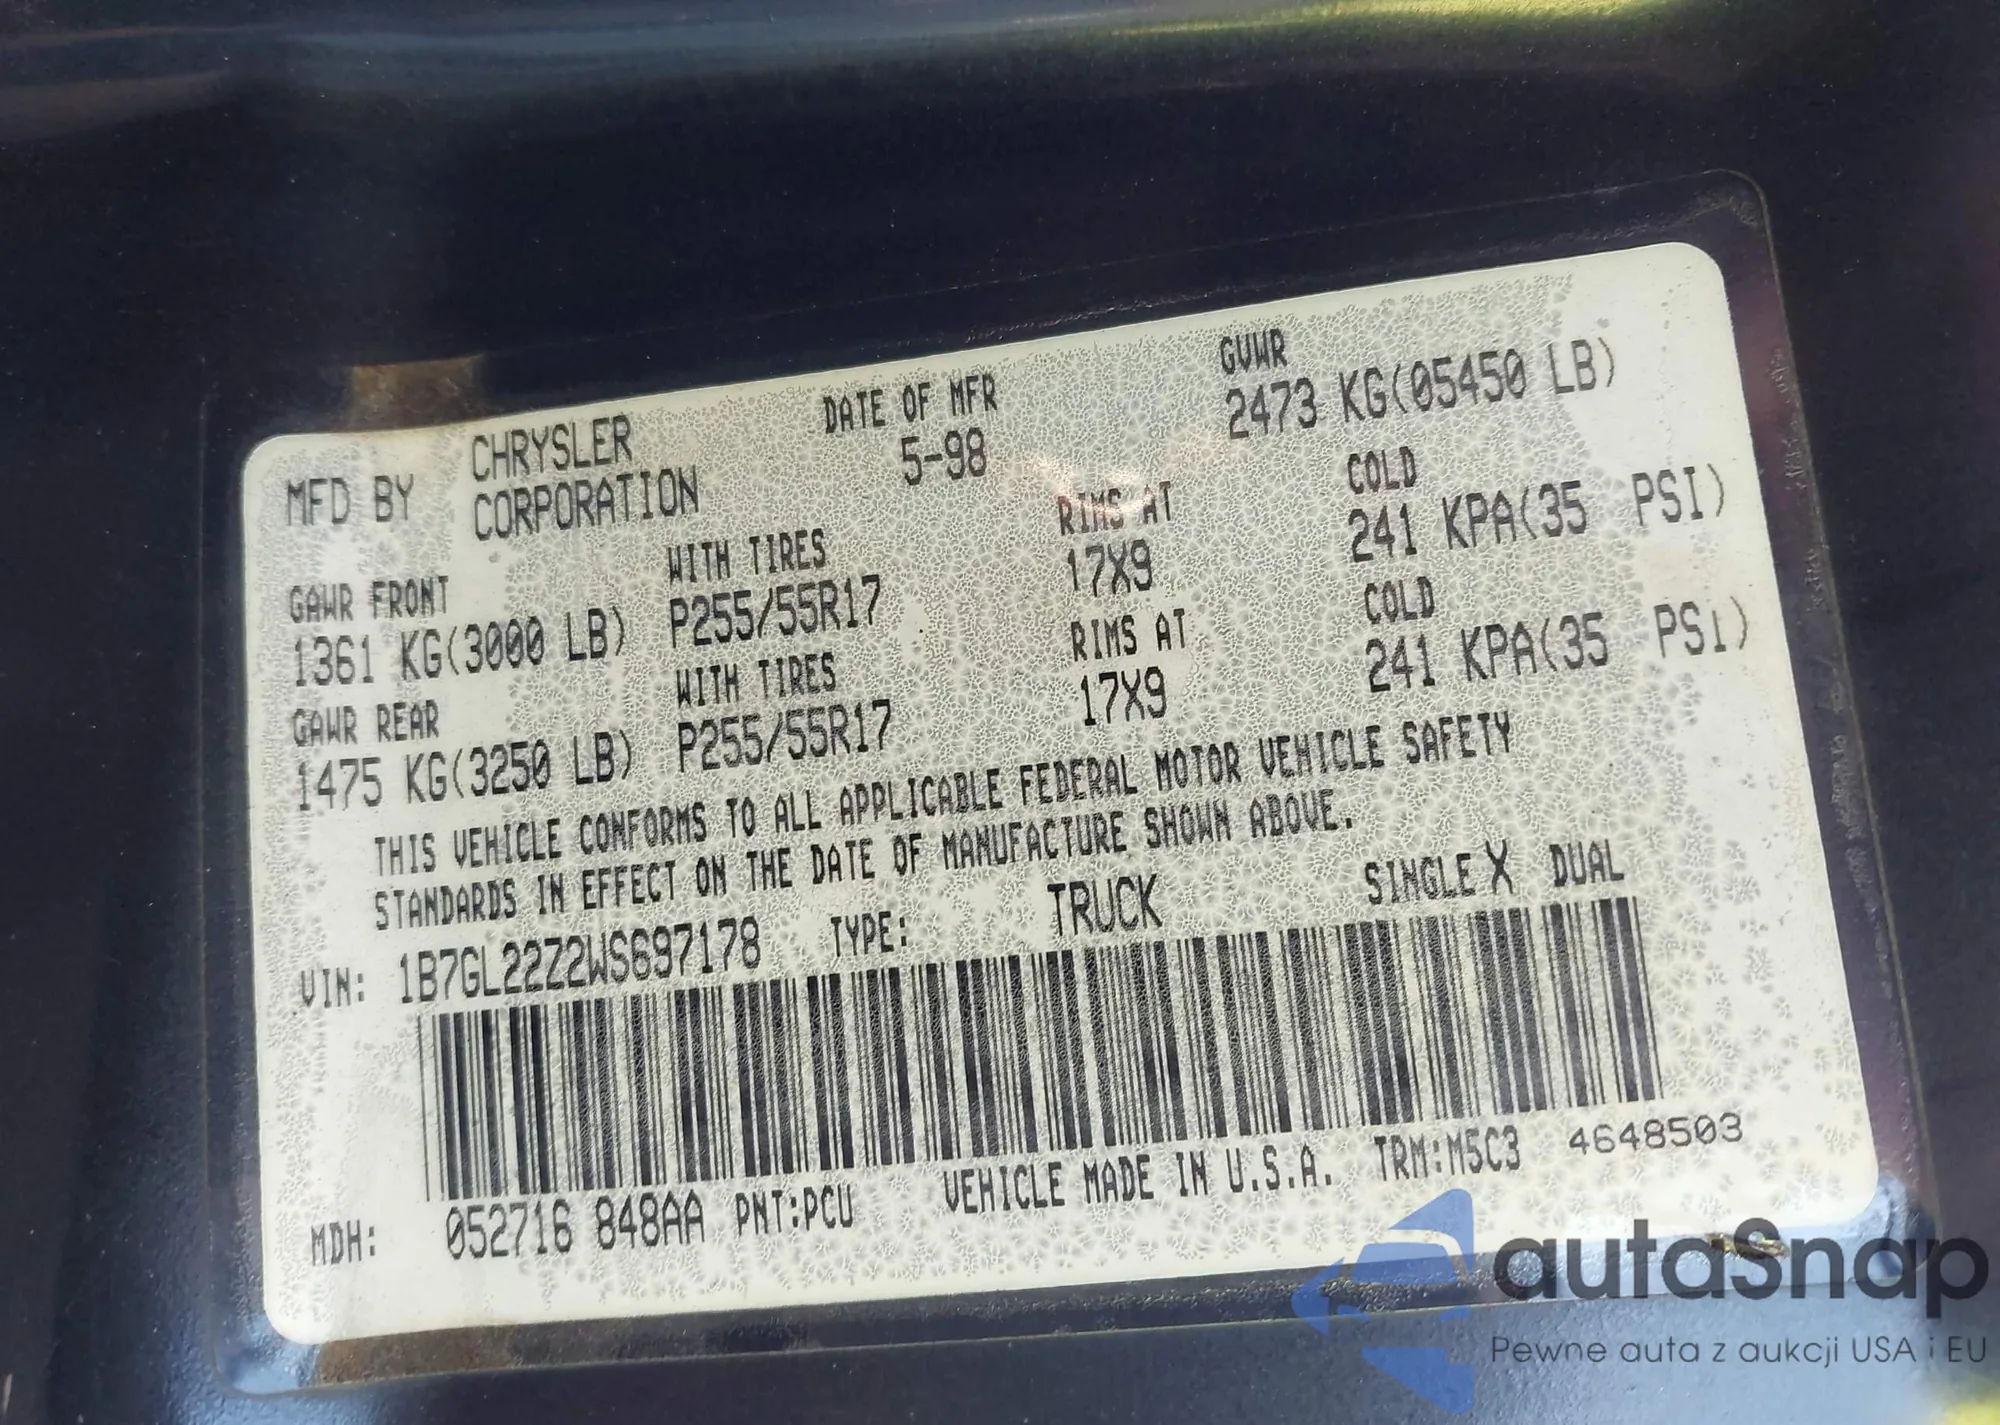 MFD BY CHRYSLER CORPORATION DATE OF MFR 5-98 GVWR 2473 KG(05450 LB)
GAWR FRONT WITH TIRES RIMS AT COLD
1361 KG(3000 LB) P255/55R17 17X9 241 KPA(35 PSI)
GAWR REAR WITH TIRES RIMS AT COLD
1475 KG(3250 LB) P255/55R17 17X9 241 KPA(35 PSI)
THIS VEHICLE CONFORMS TO ALL APPLICABLE FEDERAL MOTOR VEHICLE SAFETY
STANDARDS IN EFFECT ON THE DATE OF MANUFACTURE SHOWN ABOVE.
VIN: 1B7GL22Z2WS697178 TYPE: TRUCK SINGLE X DUAL
MDH: 052716 848AA PNT:PCU VEHICLE MADE IN U.S.A. TRM:M5C3 4648503
autaSnap
Pewne auta z aukcji USA i EU